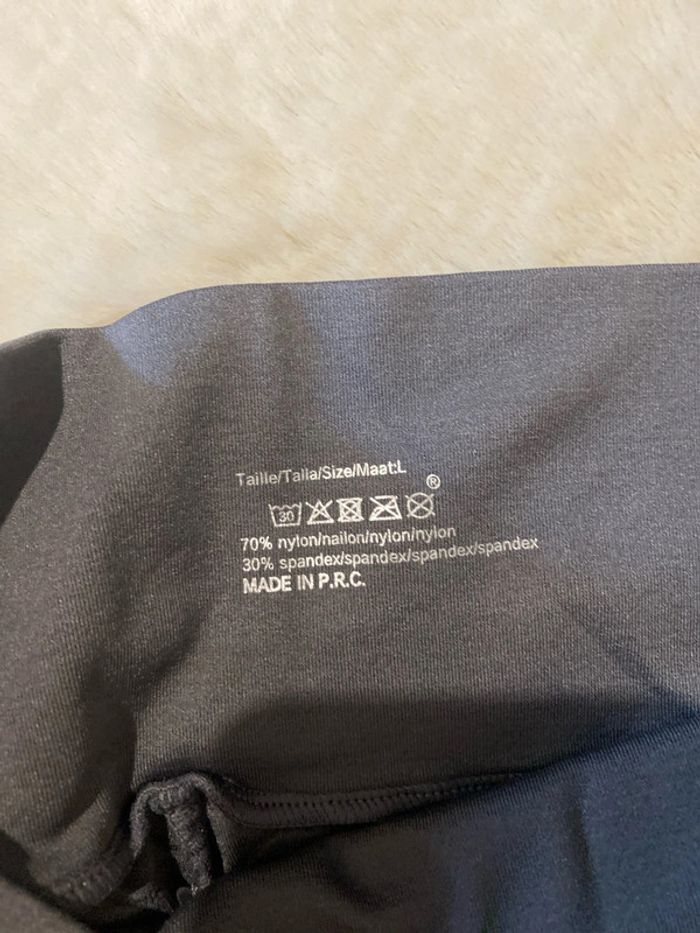 Taille/Talla/Size/Maat:L
®
30
70% nylon/nailon/nylon/nylon
30% spandex/spandex/spandex/spandex
MADE IN P.R.C.